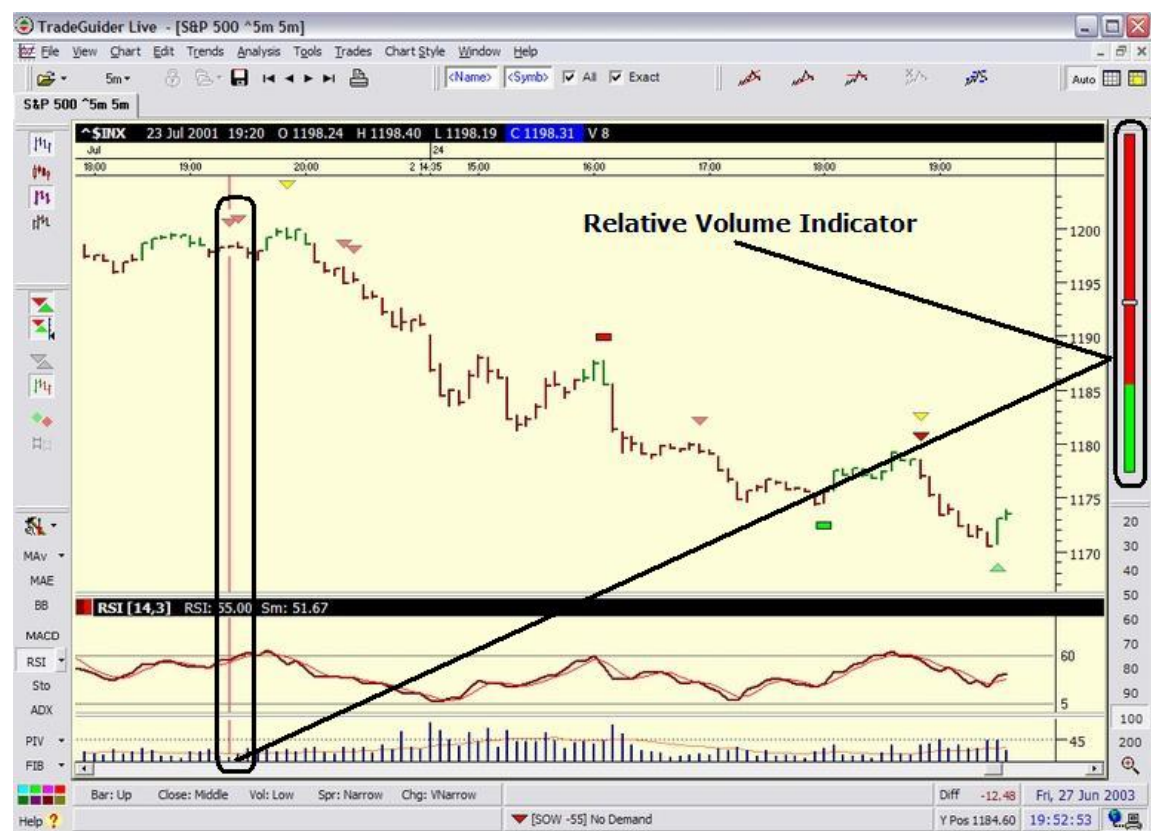 TradeGuider Live - [S&P 500 ^5m 5m]
File View Chart Edit Trends Analysis Tools Trades Chart Style Window Help
5m <Name> <Symb> All Exact Auto
S&P 500 ^5m 5m
^$INX 23 Jul 2001 19:20 O 1198.24 H 1198.40 L 1198.19 C 1198.31 V 8
Jul 24
18:00 19:00 20:00 2 14:35 15:00 16:00 17:00 18:00 19:00
Relative Volume Indicator
1200
1195
1190
1185
1180
1175
1170
20
30
40
50
60
70
80
90
100
200
MAv
MAE
BB
MACD
RSI
Sto
ADX
PIV
FIB
RSI [14,3] RSI: 55.00 Sm: 51.67
60
5
45
Bar: Up Close: Middle Vol: Low Spr: Narrow Chg: VNarrow Diff -12.48 Fri, 27 Jun 2003
Help ? [SOW -55] No Demand Y Pos 1184.60 19:52:53